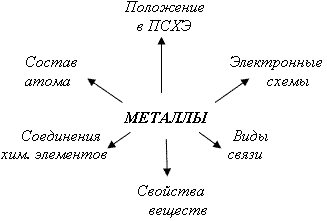 Положение
в ПСХЭ
Состав
атома
Электронные
схемы
МЕТАЛЛЫ
Соединения
хим. элементов
Виды
связи
Свойства
веществ